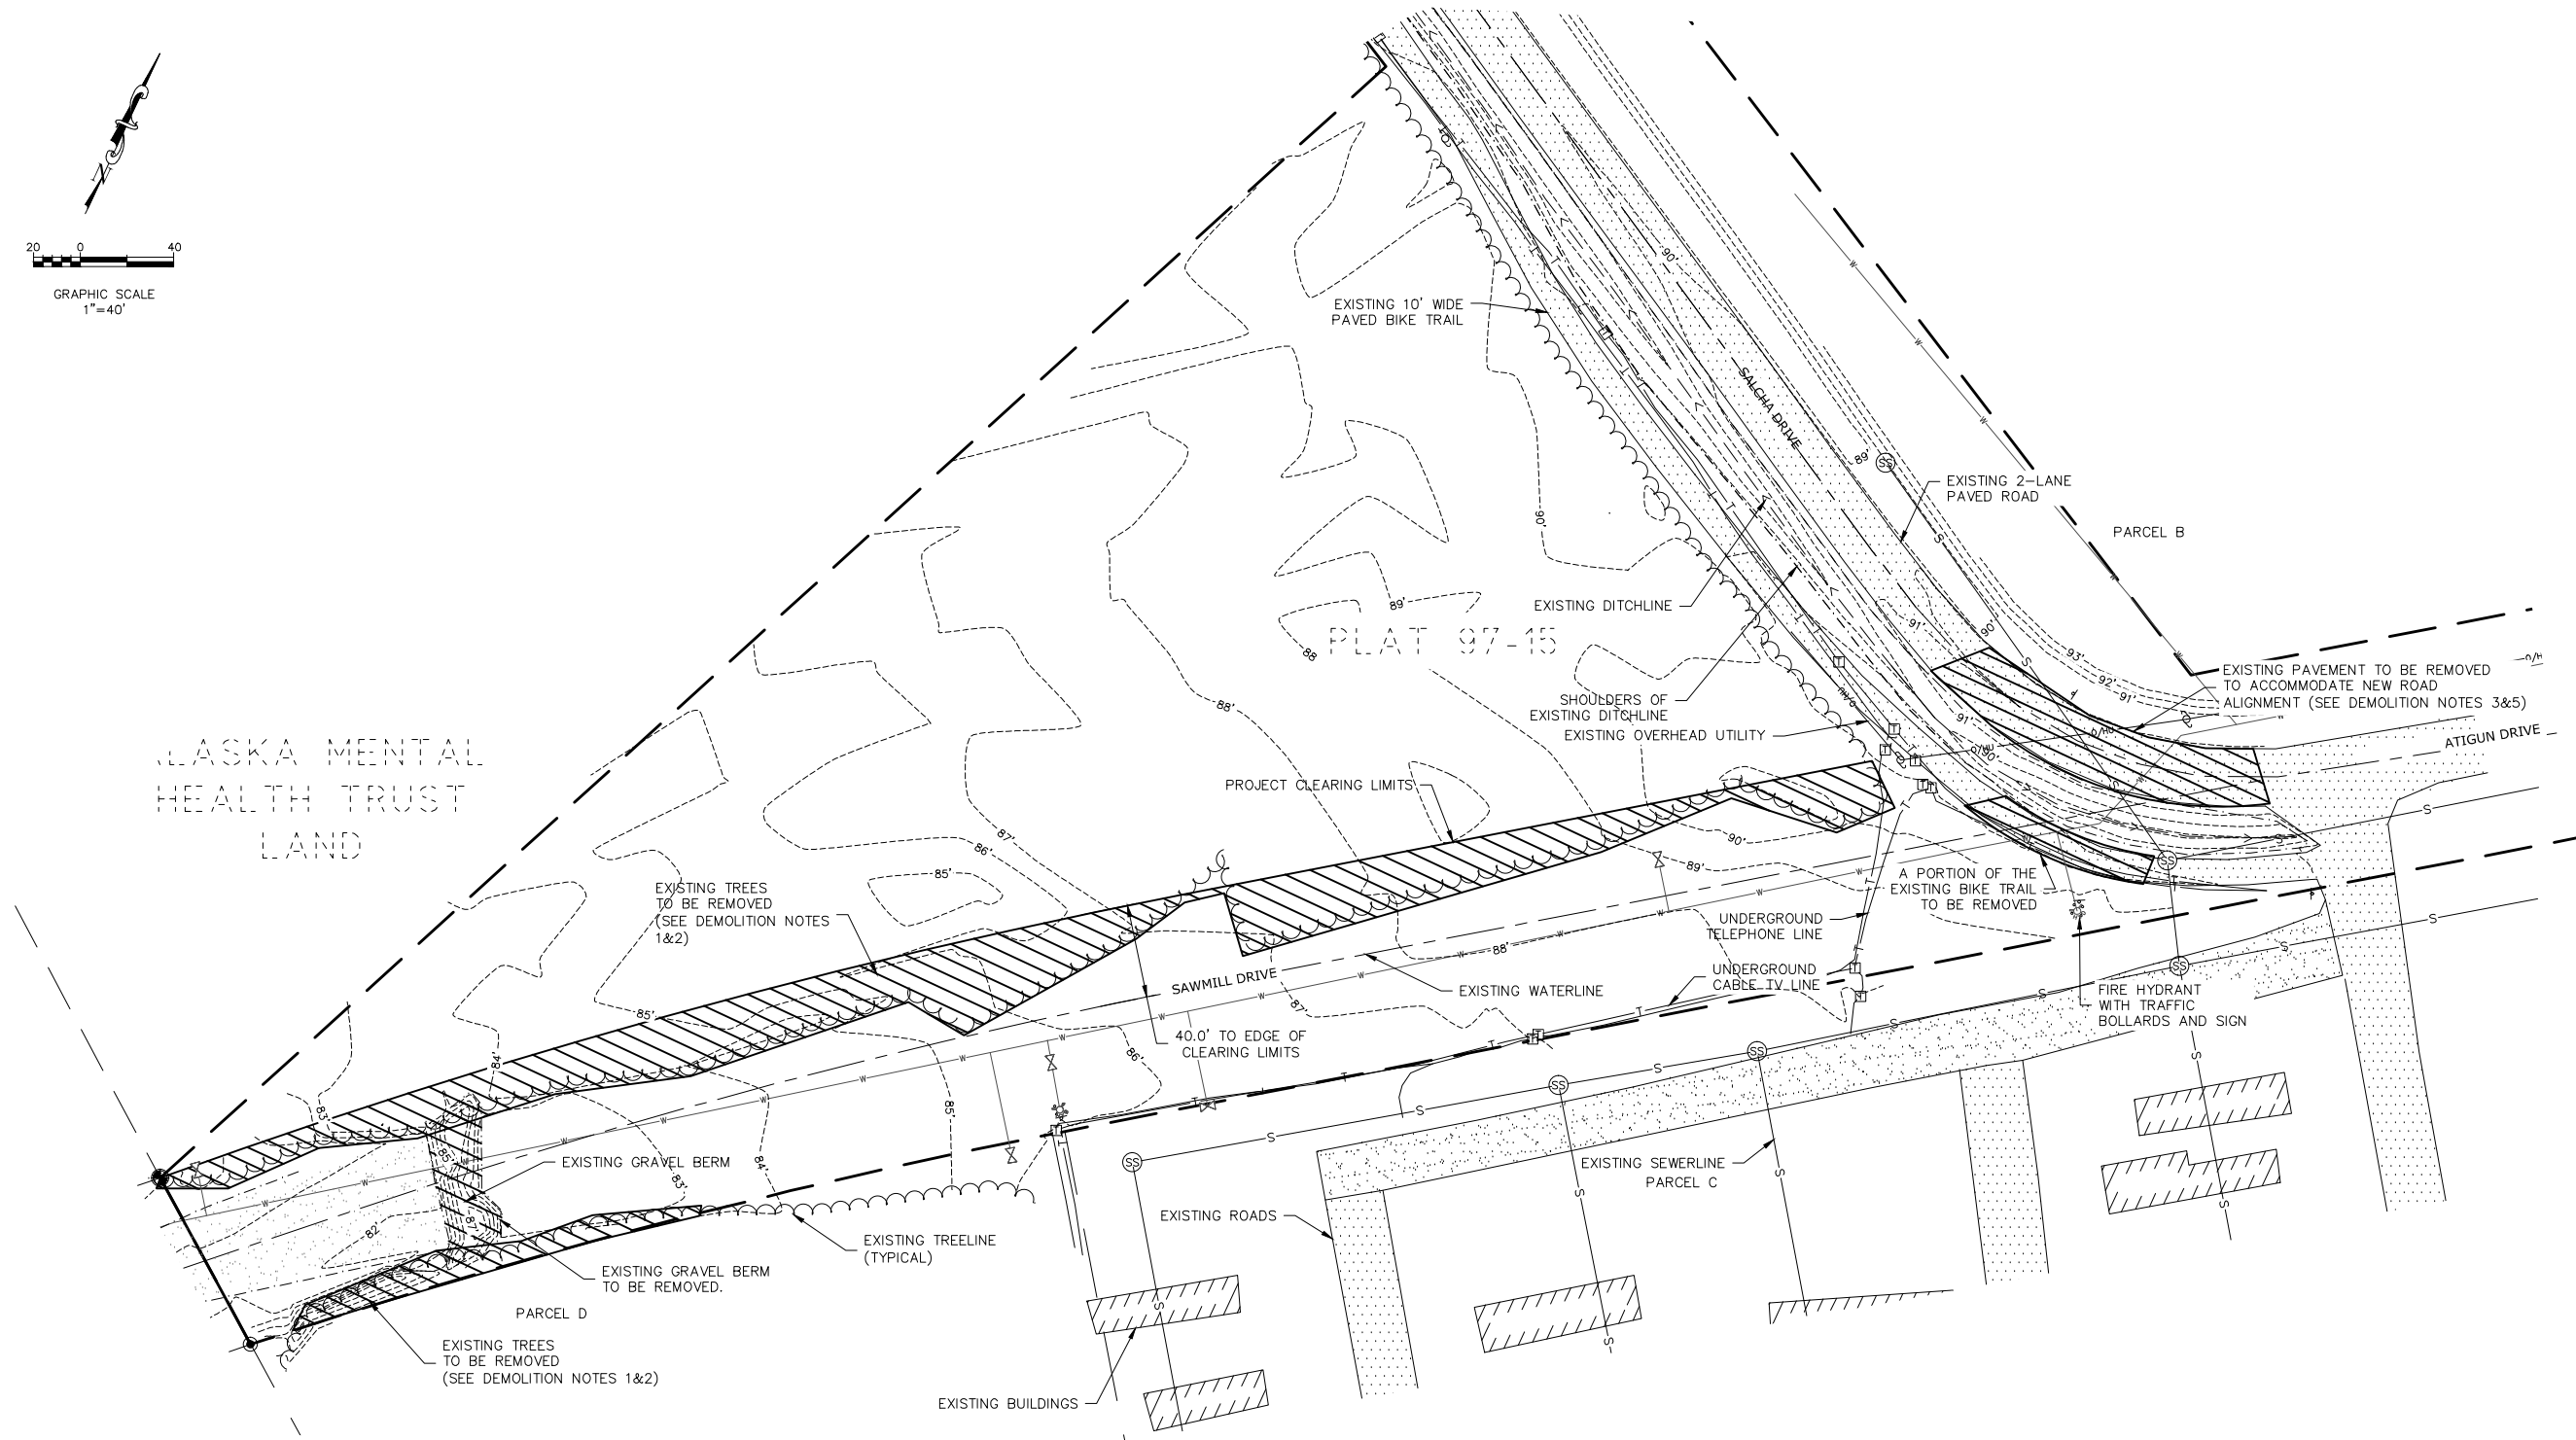 N
20 0 40
GRAPHIC SCALE
1"=40'
EXISTING 10' WIDE
PAVED BIKE TRAIL
SALCHA DRIVE
90'
89'
SS
EXISTING 2-LANE
PAVED ROAD
PARCEL B
EXISTING DITCHLINE
90'
89'
88
PLAT 97-15
SHOULDERS OF
EXISTING DITCHLINE
EXISTING OVERHEAD UTILITY
91'
90'
93'
92'
91'
EXISTING PAVEMENT TO BE REMOVED
TO ACCOMMODATE NEW ROAD
ALIGNMENT (SEE DEMOLITION NOTES 3&5)
ATIGUN DRIVE
91'
90
O/HU
88'
LASKA MENTAL
HEALTH TRUST
LAND
PROJECT CLEARING LIMITS
87'
86'
85'
90'
89'
A PORTION OF THE
EXISTING BIKE TRAIL
TO BE REMOVED
EXISTING TREES
TO BE REMOVED
(SEE DEMOLITION NOTES
1&2)
UNDERGROUND
TELEPHONE LINE
88'
SAWMILL DRIVE
EXISTING WATERLINE
UNDERGROUND
CABLE TV LINE
FIRE HYDRANT
WITH TRAFFIC
BOLLARDS AND SIGN
85'
87'
40.0' TO EDGE OF
CLEARING LIMITS
86'
84'
83'
85'
84'
83'
85'
EXISTING GRAVEL BERM
87'
82'
EXISTING SEWERLINE
PARCEL C
EXISTING ROADS
EXISTING TREELINE
(TYPICAL)
EXISTING GRAVEL BERM
TO BE REMOVED.
PARCEL D
EXISTING TREES
TO BE REMOVED
(SEE DEMOLITION NOTES 1&2)
EXISTING BUILDINGS